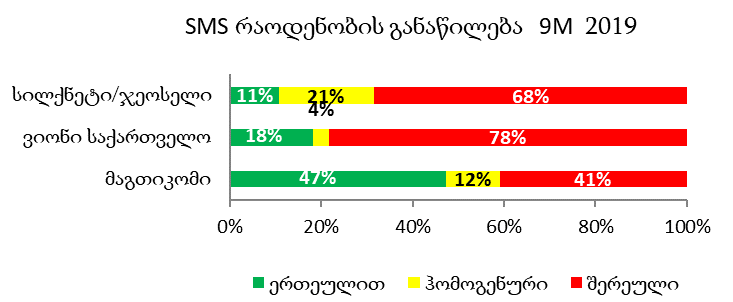 SMS რაოდენობის განაწილება 9M 2019
სილქნეტი/ჯეოსელი 11% 21% 68%
4%
ვიონი საქართველო 18% 78%
მაგთიკომი 47% 12% 41%
0% 20% 40% 60% 80% 100%
ერთეულით ჰომოგენური შერეული